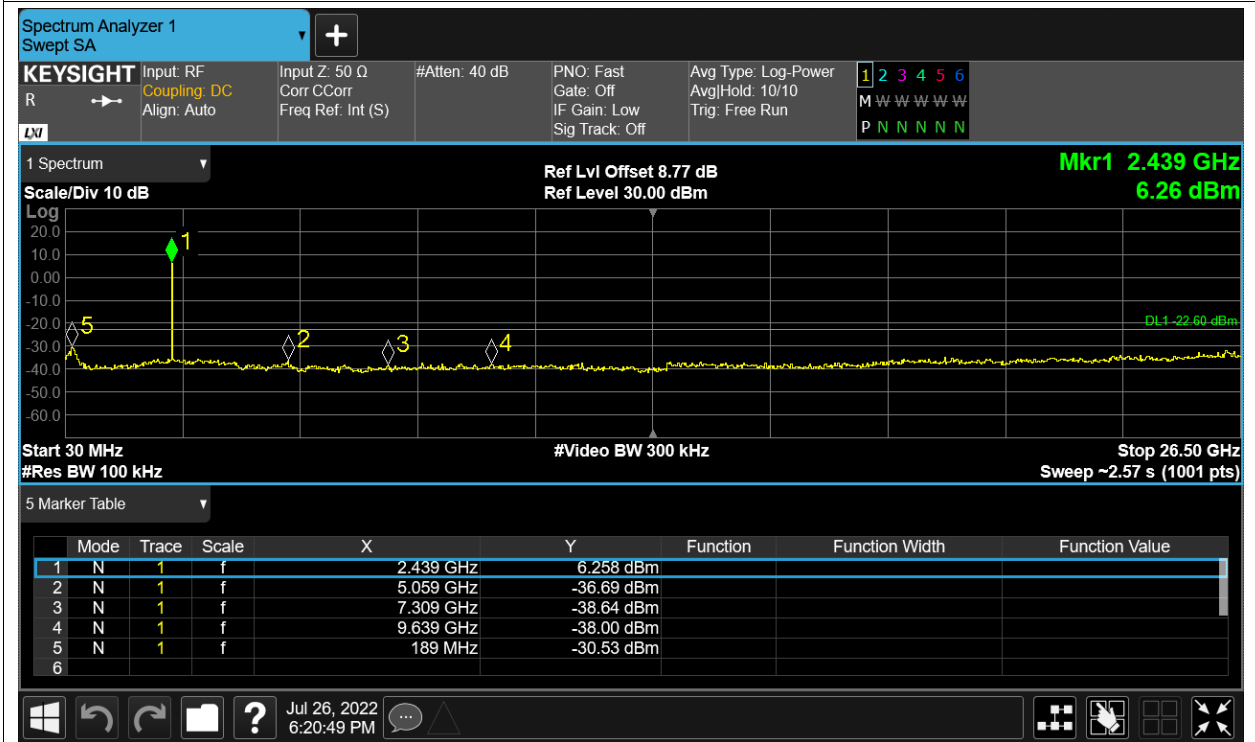 Spectrum Analyzer 1
Swept SA
KEYSIGHT Input: RF Input Z: 50 Ω #Atten: 40 dB PNO: Fast Avg Type: Log-Power 1 2 3 4 5 6
R Coupling: DC Corr CCorr Gate: Off Avg|Hold: 10/10 M W W W W W
Align: Auto Freq Ref: Int (S) IF Gain: Low Trig: Free Run
LXI Sig Track: Off P N N N N N
1 Spectrum Ref Lvl Offset 8.77 dB Mkr1 2.439 GHz
Scale/Div 10 dB Ref Level 30.00 dBm 6.26 dBm
Log
20.0
1
10.0
0.00
-10.0
-20.0
5
DL1 -22.60 dBm
-30.0
2 3 4
-40.0
-50.0
-60.0
Start 30 MHz #Video BW 300 kHz Stop 26.50 GHz
#Res BW 100 kHz Sweep ~2.57 s (1001 pts)
5 Marker Table
Mode Trace Scale X Y Function Function Width Function Value
1 N 1 f 2.439 GHz 6.258 dBm
2 N 1 f 5.059 GHz -36.69 dBm
3 N 1 f 7.309 GHz -38.64 dBm
4 N 1 f 9.639 GHz -38.00 dBm
5 N 1 f 189 MHz -30.53 dBm
6
? Jul 26, 2022
6:20:49 PM